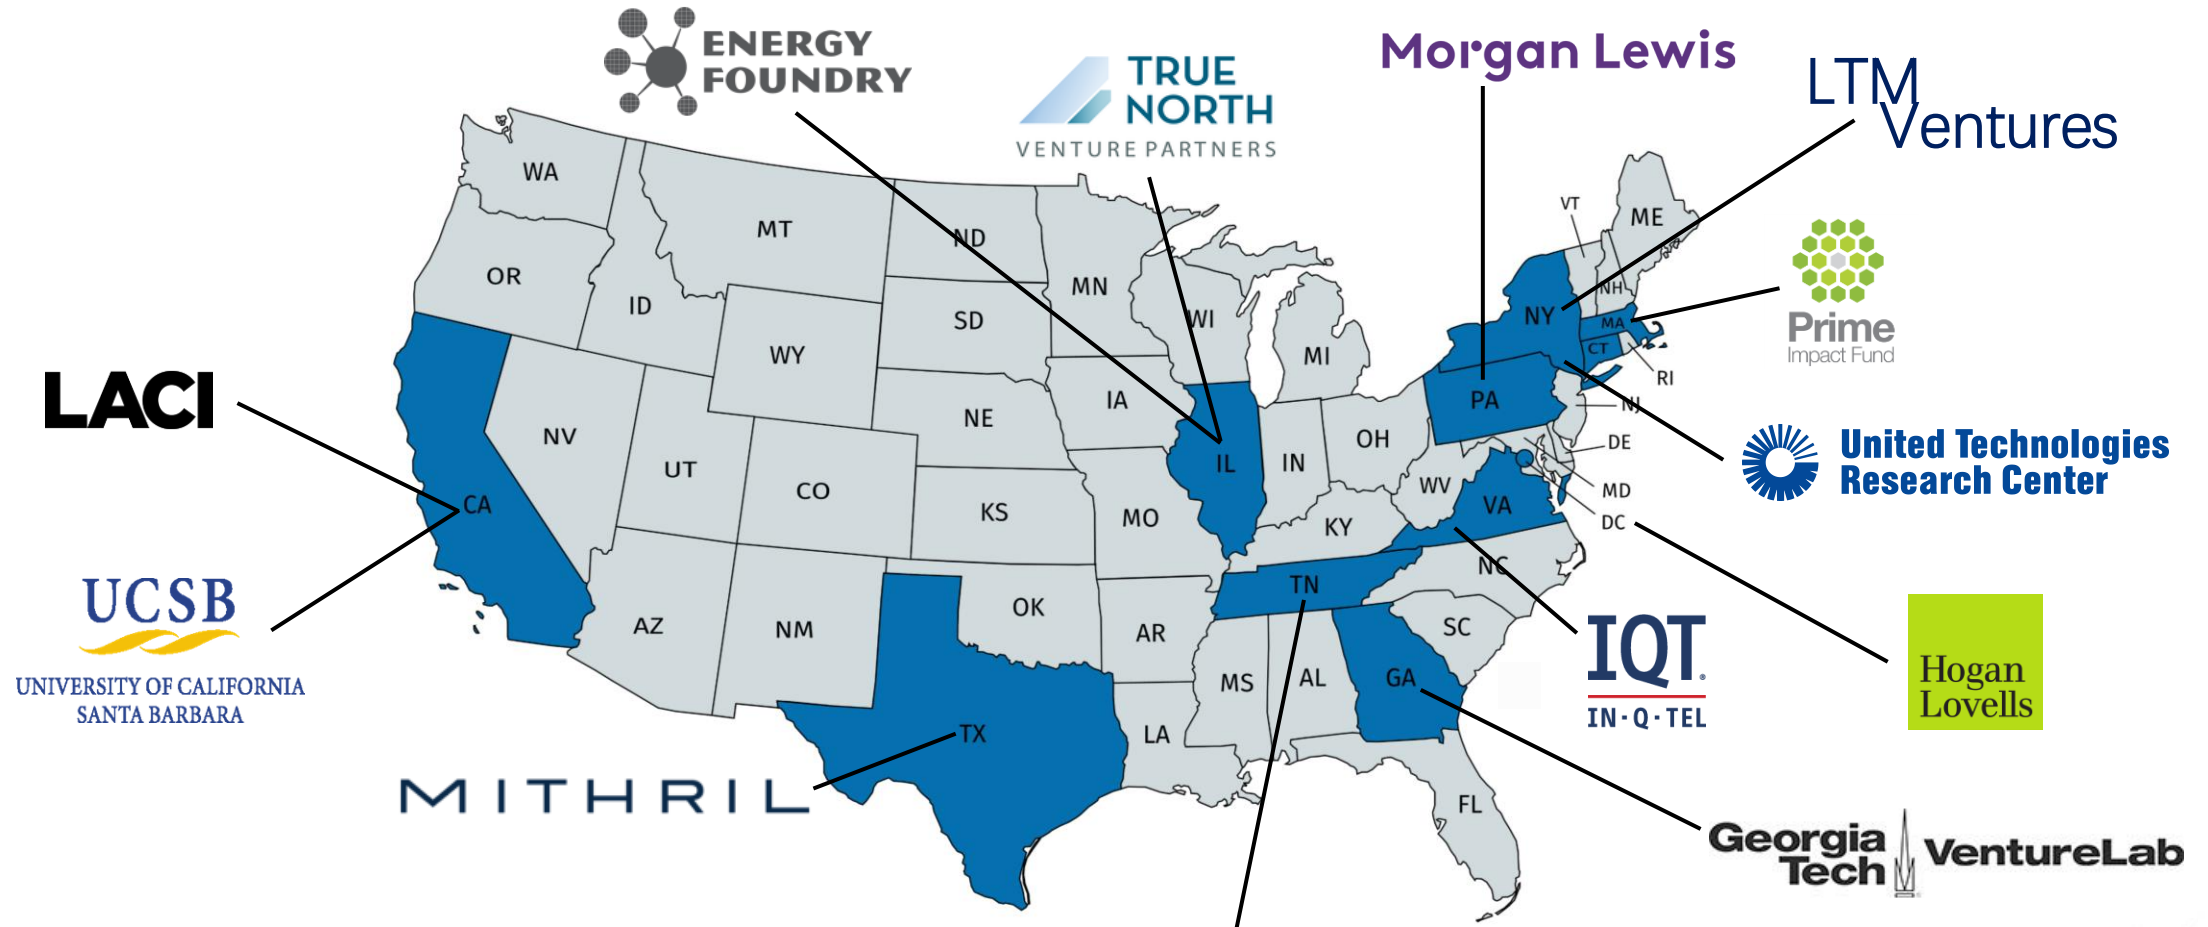 ENERGY
FOUNDRY
TRUE
NORTH
VENTURE PARTNERS
Morgan Lewis
LTM
Ventures
Prime
Impact Fund
United Technologies
Research Center
Hogan
Lovells
IQT
IN·Q·TEL
Georgia
Tech
VentureLab
MITHRIL
LACI
UCSB
UNIVERSITY OF CALIFORNIA
SANTA BARBARA
WA
OR
CA
NV
ID
MT
WY
UT
AZ
CO
NM
ND
SD
NE
KS
OK
TX
MN
IA
MO
AR
LA
WI
IL
MI
IN
OH
KY
TN
MS
AL
GA
FL
SC
NC
VA
WV
PA
NY
VT
NH
ME
MA
CT
RI
NJ
DE
MD
DC